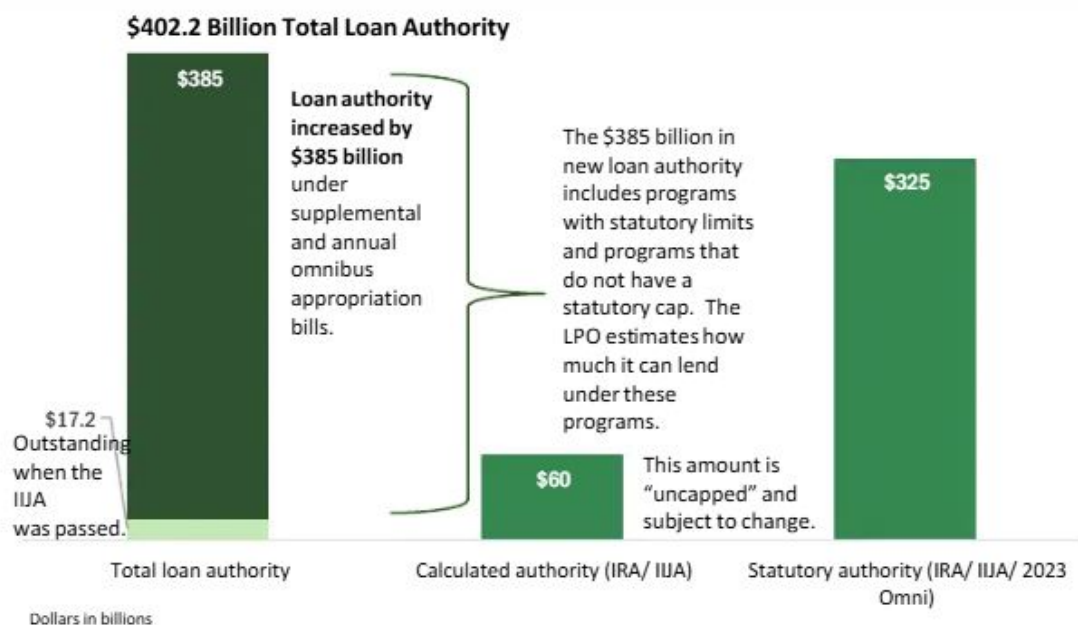 $402.2 Billion Total Loan Authority
$385
Loan authority
increased by
$385 billion
under
supplemental
and annual
omnibus
appropriation
bills.
The $385 billion in
new loan authority
includes programs
with statutory limits
and programs that
do not have a
statutory cap. The
LPO estimates how
much it can lend
under these
programs.
$325
$17.2
Outstanding
when the
IIJA
was passed.
$60
This amount is
“uncapped” and
subject to change.
Total loan authority
Calculated authority (IRA/ IIJA)
Statutory authority (IRA/ IIJA/ 2023
Omni)
Dollars in billions